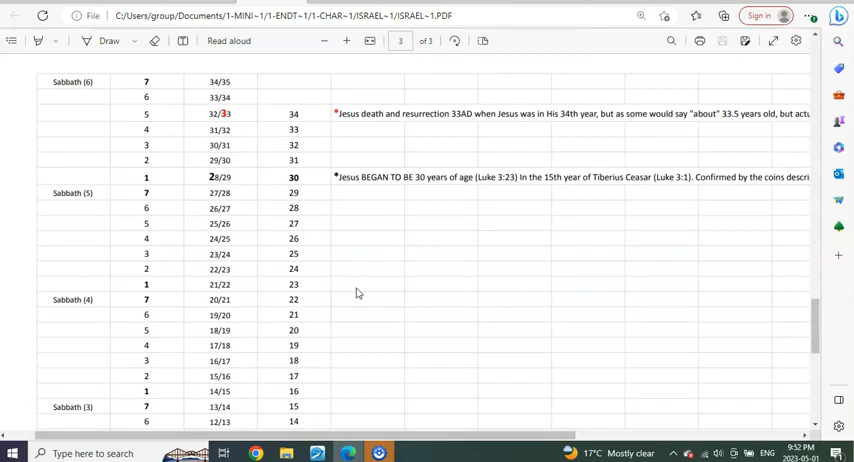 File C:/Users/group/Documents/1-MINI~1/1-ENDT~1/1-CHAR~1/ISRAEL~1/ISRAEL~1.PDF Sign in
Draw Read aloud 3 of 3
Sabbath (6) 7 34/35
6 33/34
5 32/33 34 *Jesus death and resurrection 33AD when Jesus was in His 34th year, but as some would say "about" 33.5 years old, but actu
4 31/32 33
3 30/31 32
2 29/30 31
1 28/29 30 *Jesus BEGAN TO BE 30 years of age (Luke 3:23) In the 15th year of Tiberius Ceasar (Luke 3:1). Confirmed by the coins descri
Sabbath (5) 7 27/28 29
6 26/27 28
5 25/26 27
4 24/25 26
3 23/24 25
2 22/23 24
1 21/22 23
Sabbath (4) 7 20/21 22
6 19/20 21
5 18/19 20
4 17/18 19
3 16/17 18
2 15/16 17
1 14/15 16
Sabbath (3) 7 13/14 15
6 12/13 14
Type here to search 17°C Mostly clear ENG 9:52 PM
2023-05-01